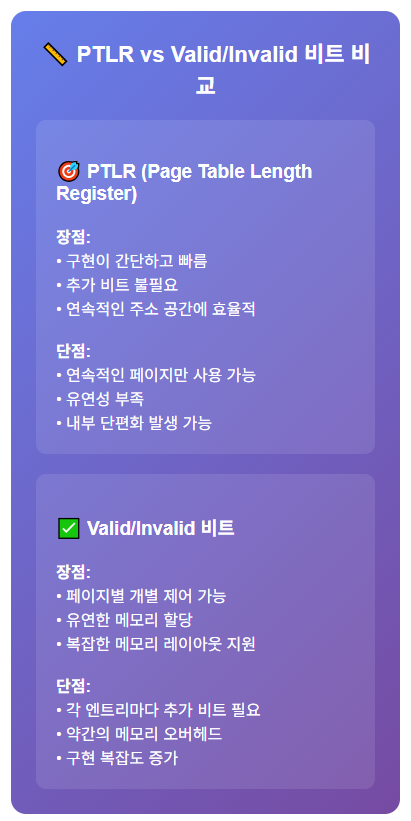 📏 PTLR vs Valid/Invalid 비트 비
교
🎯 PTLR (Page Table Length
Register)
장점:
• 구현이 간단하고 빠름
• 추가 비트 불필요
• 연속적인 주소 공간에 효율적
단점:
• 연속적인 페이지만 사용 가능
• 유연성 부족
• 내부 단편화 발생 가능
✅ Valid/Invalid 비트
장점:
• 페이지별 개별 제어 가능
• 유연한 메모리 할당
• 복잡한 메모리 레이아웃 지원
단점:
• 각 엔트리마다 추가 비트 필요
• 약간의 메모리 오버헤드
• 구현 복잡도 증가